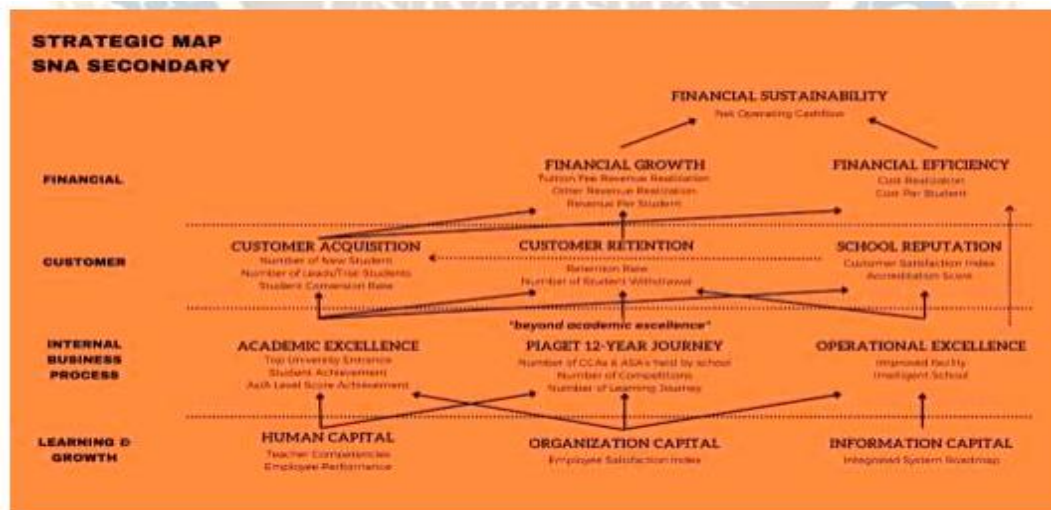 STRATEGIC MAP
SNA SECONDARY
FINANCIAL SUSTAINABILITY
Net Operating Cashflow
FINANCIAL
FINANCIAL GROWTH
Tuition Fee Revenue Realization
Other Revenue Realization
Revenue Per Student
FINANCIAL EFFICIENCY
Cost Realization
Cost Per Student
CUSTOMER
CUSTOMER ACQUISITION
Number of New Student
Number of Leads/Trial Students
Student Conversion Rate
CUSTOMER RETENTION
Retention Rate
Number of Student Withdrawal
SCHOOL REPUTATION
Customer Satisfaction Index
Accreditation Score
"beyond academic excellence"
INTERNAL
BUSINESS
PROCESS
ACADEMIC EXCELLENCE
Top University Entrance
Student Achievement
As/A Level Score Achievement
PIAGET 12-YEAR JOURNEY
Number of CCAs & ASA's held by school
Number of Competitions
Number of Learning Journey
OPERATIONAL EXCELLENCE
Improved Facility
Intelligent School
LEARNING &
GROWTH
HUMAN CAPITAL
Teacher Competencies
Employee Performance
ORGANIZATION CAPITAL
Employee Satisfaction Index
INFORMATION CAPITAL
Integrated System Roadmap